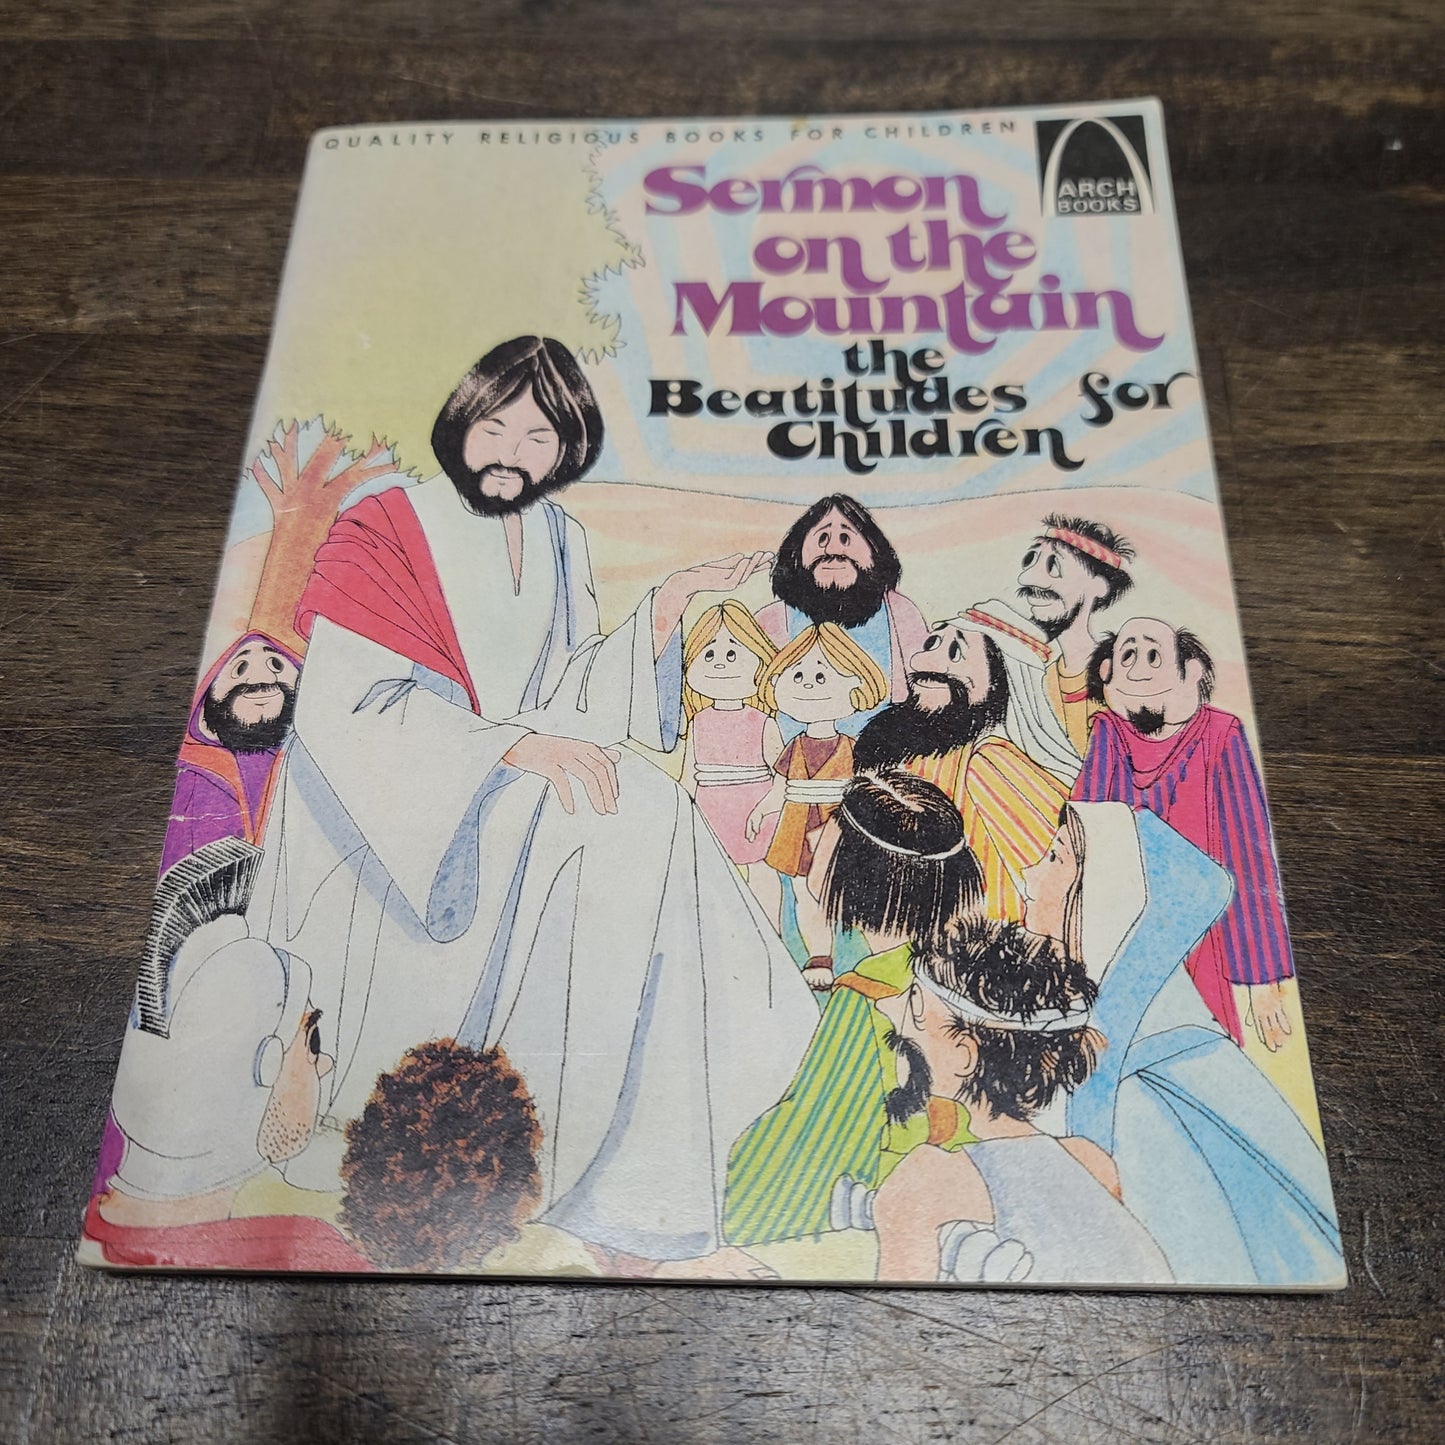 QUALITY RELIGIOUS BOOKS FOR CHILDREN
ARCH
BOOKS
Sermon
on the
Mountain
the
Beatitudes for
Children